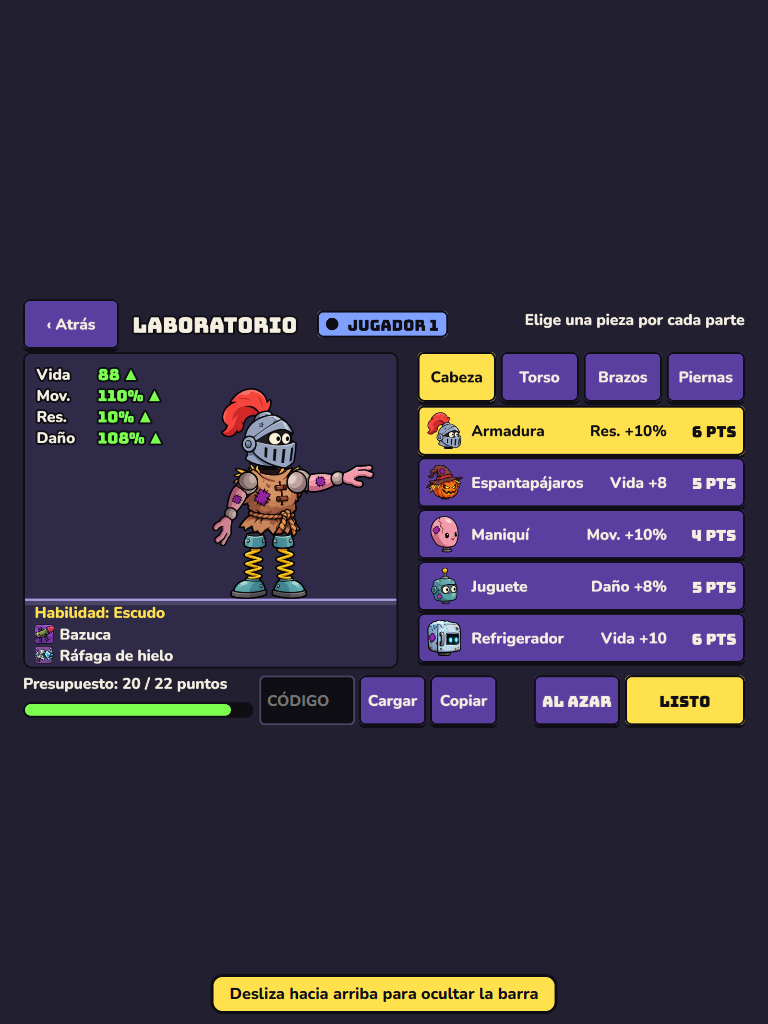 ‹ Atrás
LABORATORIO
JUGADOR 1
Elige una pieza por cada parte
Vida 88 ▲
Mov. 110% ▲
Res. 10% ▲
Daño 108% ▲
Habilidad: Escudo
Bazuca
Ráfaga de hielo
Cabeza Torso Brazos Piernas
Armadura Res. +10% 6 PTS
Espantapájaros Vida +8 5 PTS
Maniquí Mov. +10% 4 PTS
Juguete Daño +8% 5 PTS
Refrigerador Vida +10 6 PTS
Presupuesto: 20 / 22 puntos
CÓDIGO
Cargar
Copiar
AL AZAR
LISTO
Desliza hacia arriba para ocultar la barra